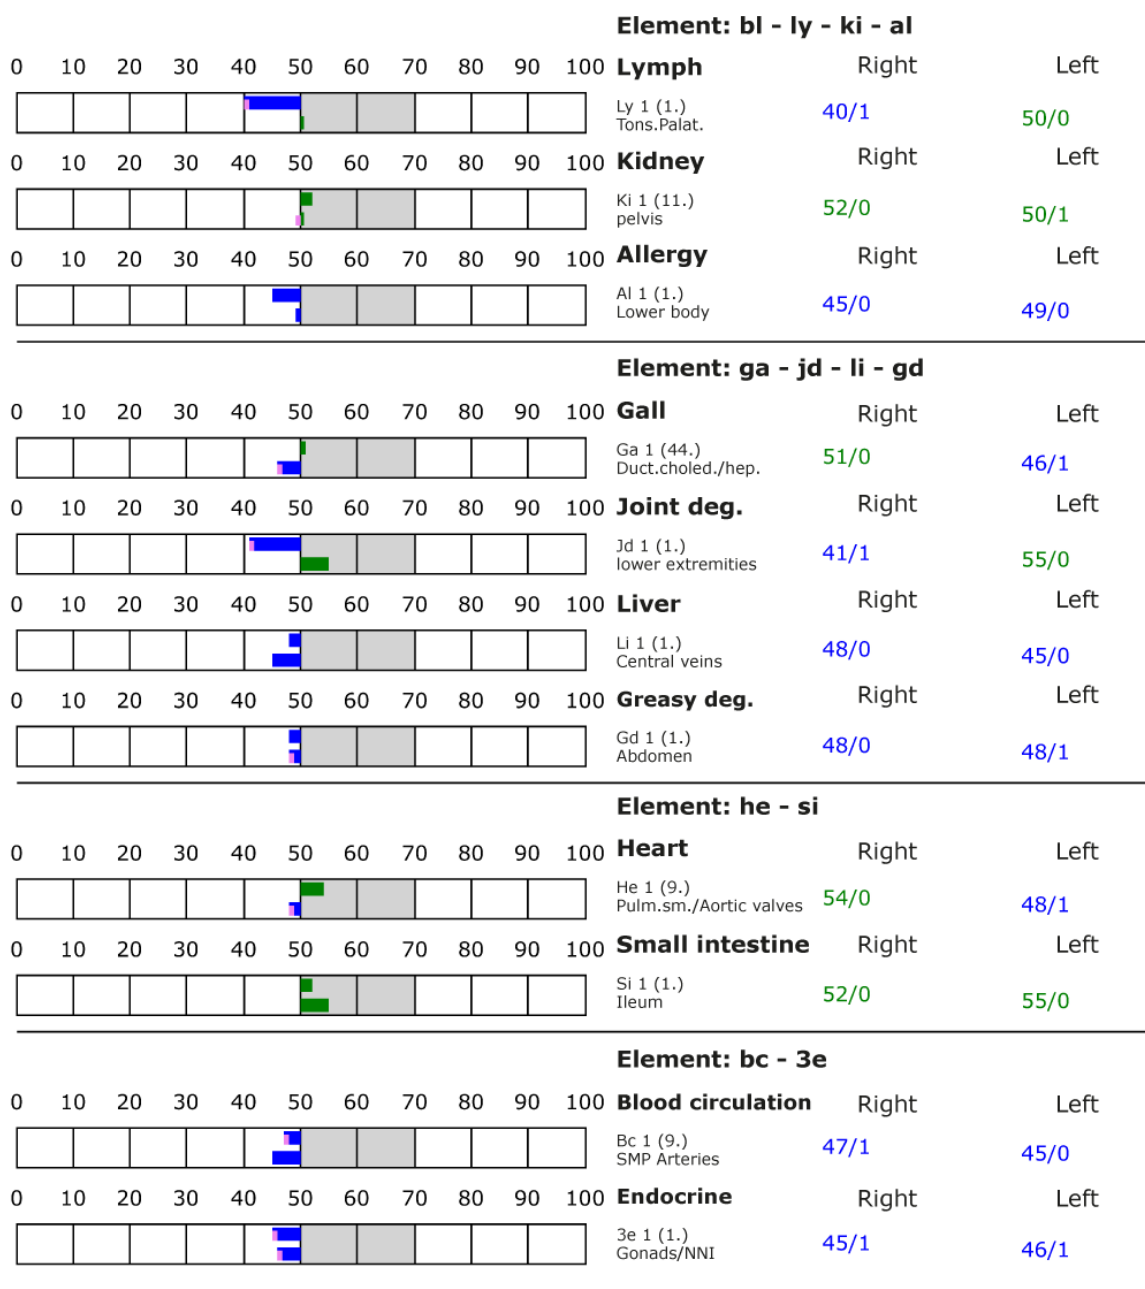 Element: bl - ly - ki - al
0 10 20 30 40 50 60 70 80 90 100 Lymph Right Left
Ly 1 (1.) 40/1 50/0
Tons.Palat.
0 10 20 30 40 50 60 70 80 90 100 Kidney Right Left
Ki 1 (11.) 52/0 50/1
pelvis
0 10 20 30 40 50 60 70 80 90 100 Allergy Right Left
Al 1 (1.) 45/0 49/0
Lower body
Element: ga - jd - li - gd
0 10 20 30 40 50 60 70 80 90 100 Gall Right Left
Ga 1 (44.) 51/0 46/1
Duct.choled./hep.
0 10 20 30 40 50 60 70 80 90 100 Joint deg. Right Left
Jd 1 (1.) 41/1 55/0
lower extremities
0 10 20 30 40 50 60 70 80 90 100 Liver Right Left
Li 1 (1.) 48/0 45/0
Central veins
0 10 20 30 40 50 60 70 80 90 100 Greasy deg. Right Left
Gd 1 (1.) 48/0 48/1
Abdomen
Element: he - si
0 10 20 30 40 50 60 70 80 90 100 Heart Right Left
He 1 (9.) 54/0 48/1
Pulm.sm./Aortic valves
0 10 20 30 40 50 60 70 80 90 100 Small intestine Right Left
Si 1 (1.) 52/0 55/0
Ileum
Element: bc - 3e
0 10 20 30 40 50 60 70 80 90 100 Blood circulation Right Left
Bc 1 (9.) 47/1 45/0
SMP Arteries
0 10 20 30 40 50 60 70 80 90 100 Endocrine Right Left
3e 1 (1.) 45/1 46/1
Gonads/NNI